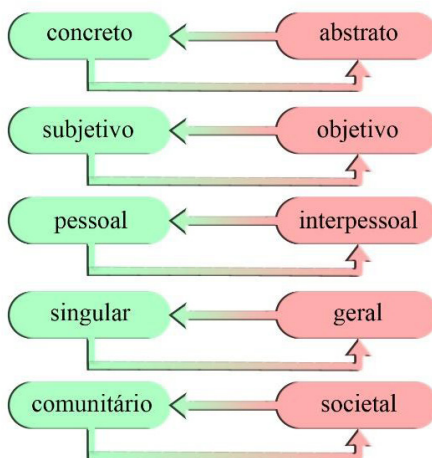 concreto abstrato
subjetivo objetivo
pessoal interpessoal
singular geral
comunitário societal